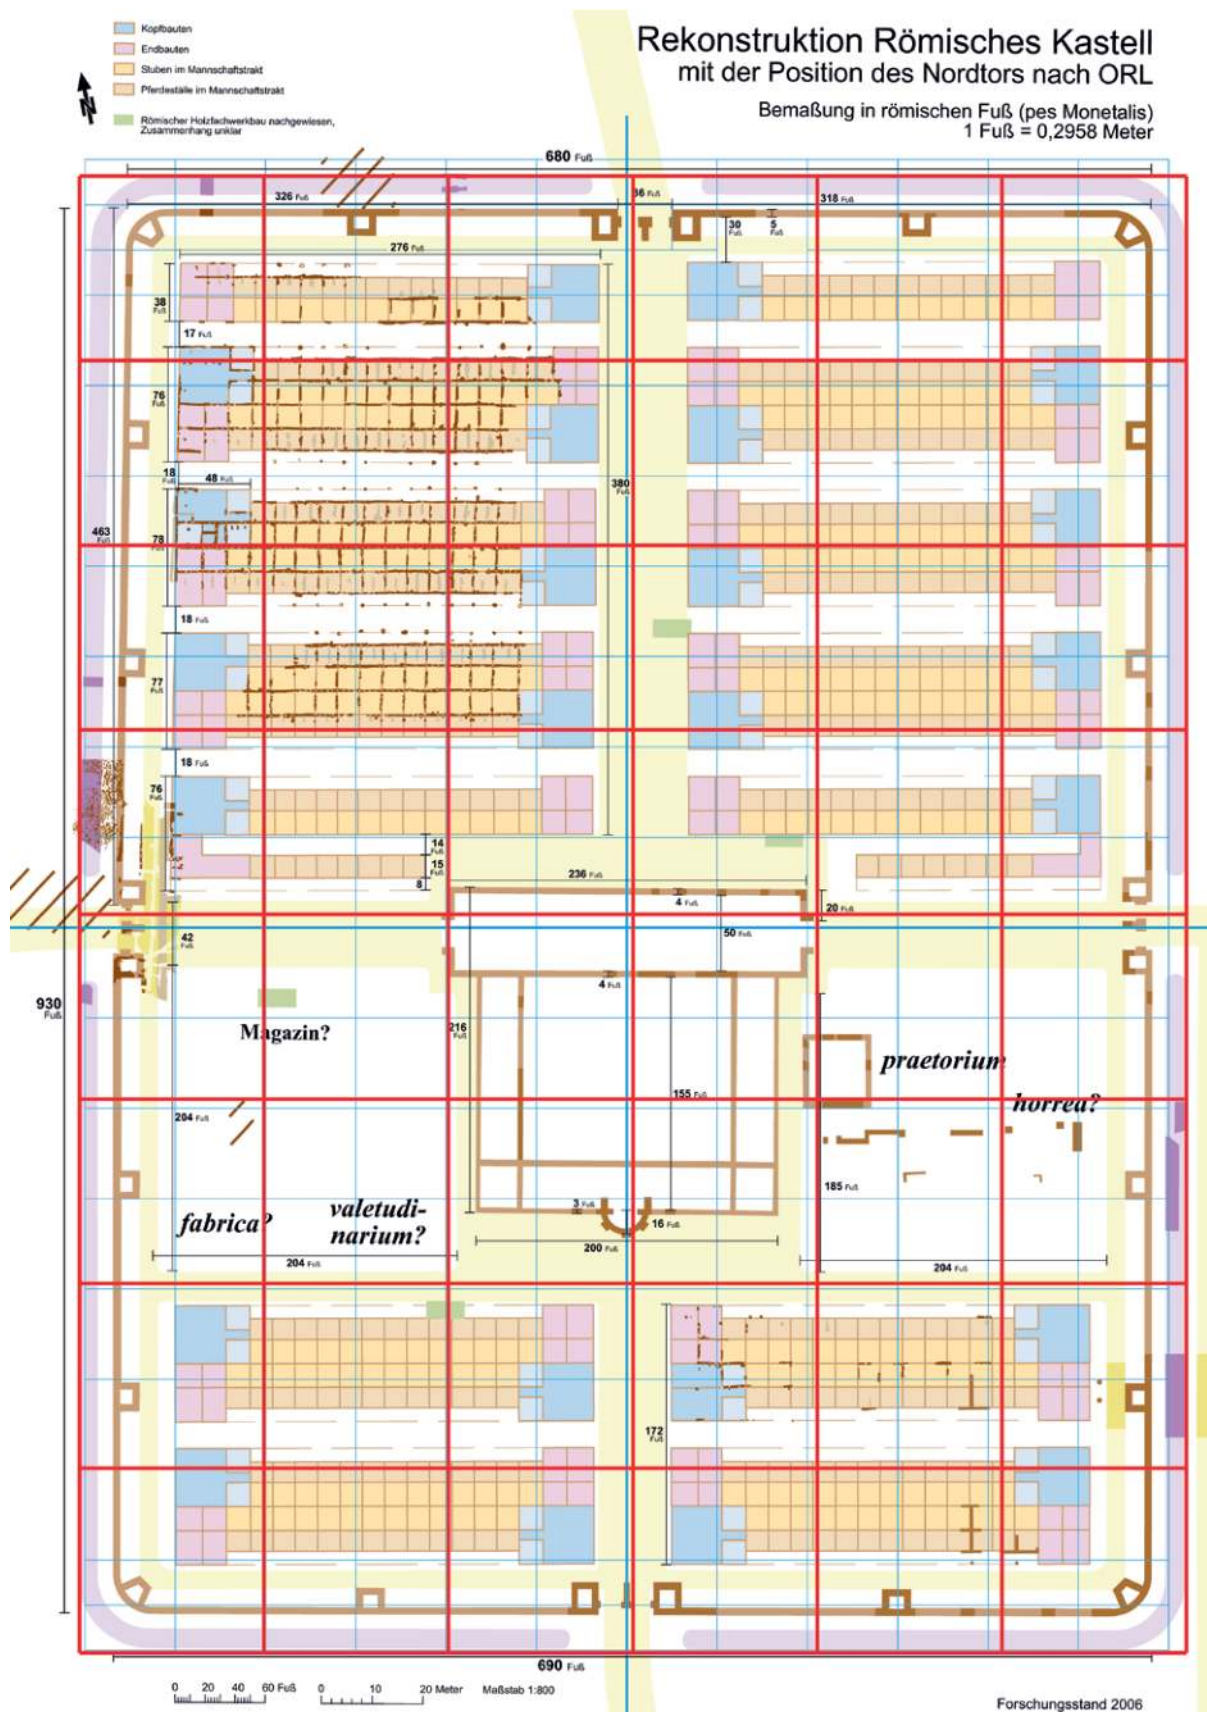 Rekonstruktion Römisches Kastell
mit der Position des Nordtors nach ORL
Bemaßung in römischen Fuß (pes Monetalis)
1 Fuß = 0,2958 Meter
Kopfbauten
Endbauten
Stuben im Mannschaftstrakt
Pferdeställe im Mannschaftstrakt
Römischer Holzfachwerkbau nachgewiesen,
Zusammenhang unklar
N
680 Fuß
326 Fuß
36 Fuß
318 Fuß
30 Fuß
5 Fuß
276 Fuß
38 Fuß
17 Fuß
76 Fuß
18 Fuß
48 Fuß
380 Fuß
463 Fuß
78 Fuß
18 Fuß
77 Fuß
18 Fuß
76 Fuß
14 Fuß
15 Fuß
8
236 Fuß
4 Fuß
20 Fuß
42 Fuß
50 Fuß
4 Fuß
930 Fuß
216 Fuß
Magazin?
praetorium
155 Fuß
horrea?
204 Fuß
185 Fuß
3 Fuß
16 Fuß
fabrica?
valetudi-
narium?
200 Fuß
204 Fuß
204 Fuß
172 Fuß
690 Fuß
0 20 40 60 Fuß
0 10 20 Meter
Maßstab 1:800
Forschungsstand 2006